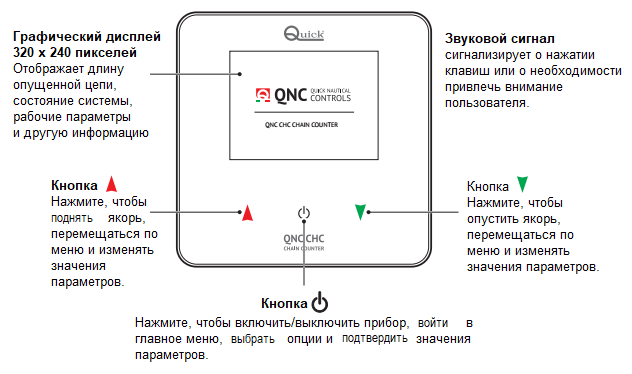 Графический дисплей
320 x 240 пикселей
Отображает длину
опущенной цепи,
состояние системы,
рабочие параметры
и другую информацию
Quick®
QNC QUICK NAUTICAL
CONTROLS
QNC CHC CHAIN COUNTER
Звуковой сигнал
сигнализирует о нажатии
клавиш или о необходимости
привлечь внимание
пользователя.
Кнопка
Нажмите, чтобы
поднять якорь,
перемещаться по
меню и изменять
значения
параметров.
QNC CHC
CHAIN COUNTER
Кнопка
Нажмите, чтобы
опустить якорь,
перемещаться по
меню и изменять
значения параметров.
Кнопка
Нажмите, чтобы включить/выключить прибор, войти в
главное меню, выбрать опции и подтвердить значения
параметров.